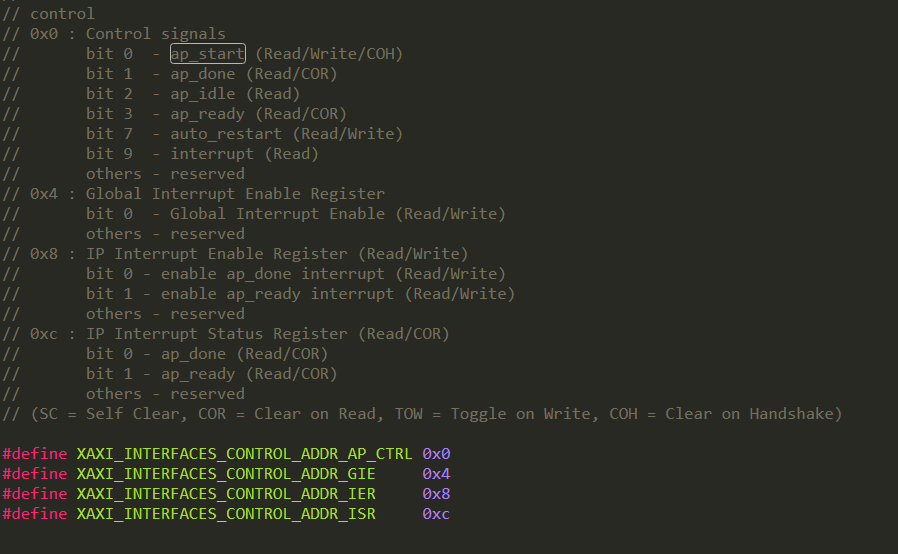 // control
// 0x0 : Control signals
//       bit 0  - ap_start (Read/Write/COH)
//       bit 1  - ap_done (Read/COR)
//       bit 2  - ap_idle (Read)
//       bit 3  - ap_ready (Read/COR)
//       bit 7  - auto_restart (Read/Write)
//       bit 9  - interrupt (Read)
//       others - reserved
// 0x4 : Global Interrupt Enable Register
//       bit 0  - Global Interrupt Enable (Read/Write)
//       others - reserved
// 0x8 : IP Interrupt Enable Register (Read/Write)
//       bit 0 - enable ap_done interrupt (Read/Write)
//       bit 1 - enable ap_ready interrupt (Read/Write)
//       others - reserved
// 0xc : IP Interrupt Status Register (Read/COR)
//       bit 0 - ap_done (Read/COR)
//       bit 1 - ap_ready (Read/COR)
//       others - reserved
// (SC = Self Clear, COR = Clear on Read, TOW = Toggle on Write, COH = Clear on Handshake)

#define XAXI_INTERFACES_CONTROL_ADDR_AP_CTRL 0x0
#define XAXI_INTERFACES_CONTROL_ADDR_GIE     0x4
#define XAXI_INTERFACES_CONTROL_ADDR_IER     0x8
#define XAXI_INTERFACES_CONTROL_ADDR_ISR     0xc